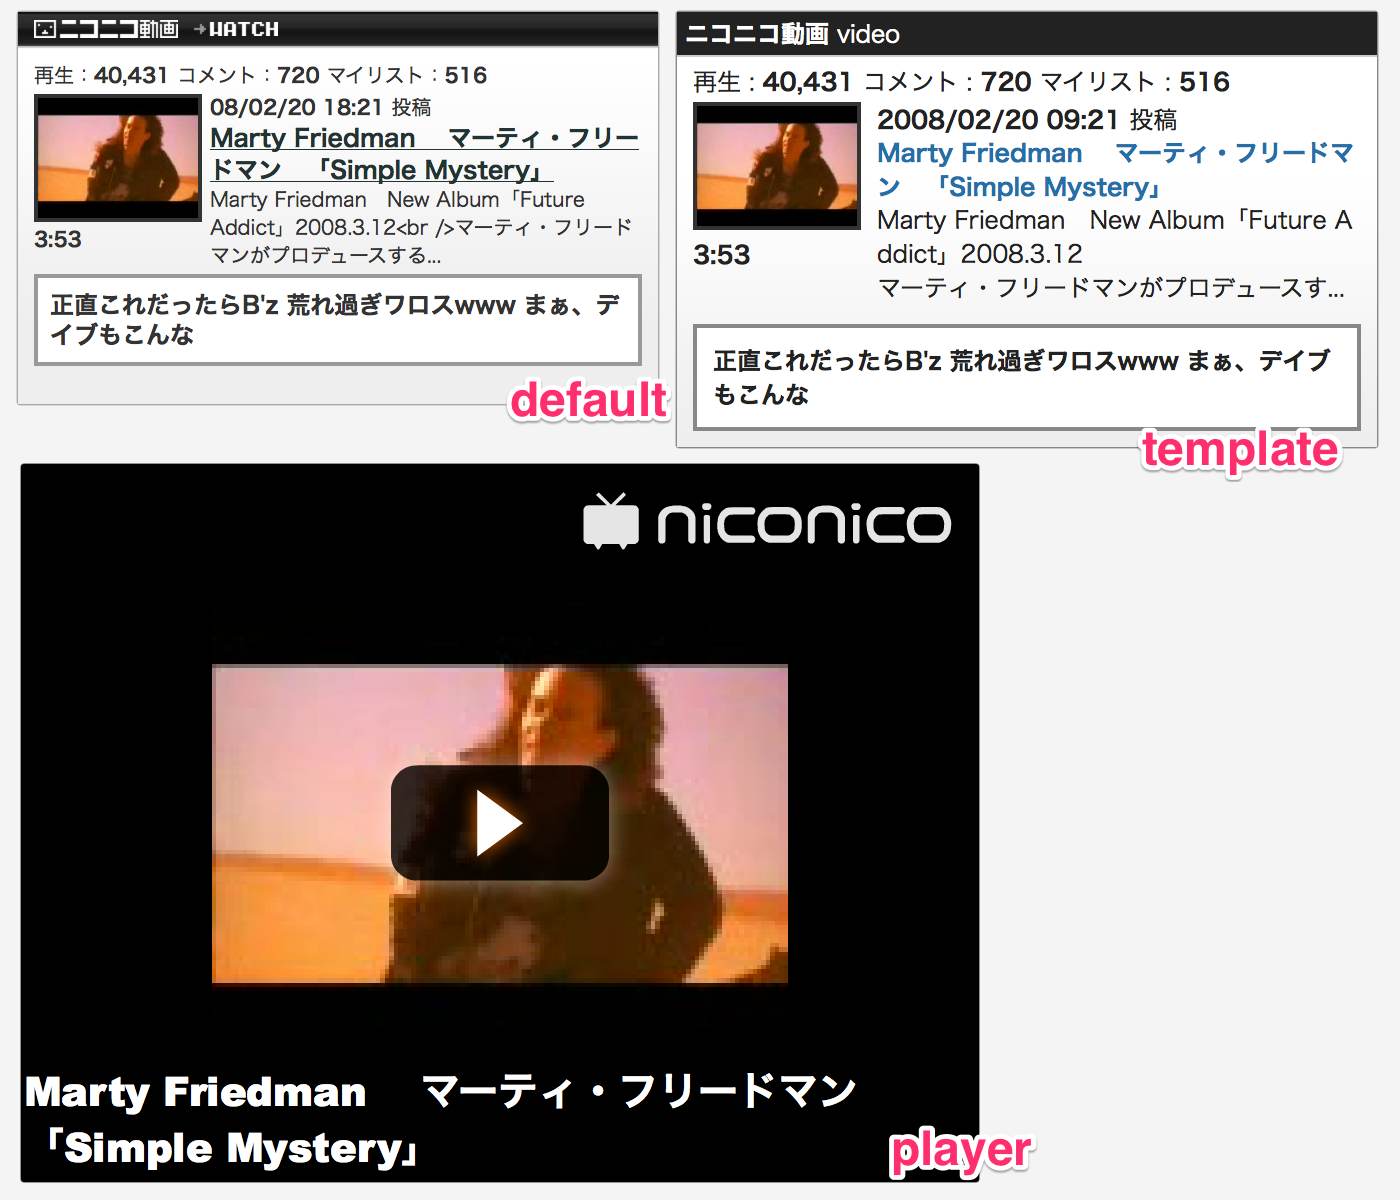 ニコニコ動画 →WATCH
再生：40,431 コメント：720 マイリスト：516
08/02/20 18:21 投稿
Marty Friedman　マーティ・フリー
ドマン　「Simple Mystery」
Marty Friedman　New Album「Future
Addict」2008.3.12<br />マーティ・フリード
マンがプロデュースする...
3:53
正直これだったらB'z 荒れ過ぎワロスwww まぁ、デ
イブもこんな
default
ニコニコ動画 video
再生：40,431 コメント：720 マイリスト：516
2008/02/20 09:21 投稿
Marty Friedman　マーティ・フリードマ
ン　「Simple Mystery」
Marty Friedman　New Album「Future A
ddict」2008.3.12
マーティ・フリードマンがプロデュースす...
3:53
正直これだったらB'z 荒れ過ぎワロスwww まぁ、デイブ
もこんな
template
niconico
Marty Friedman　マーティ・フリードマン
「Simple Mystery」
player